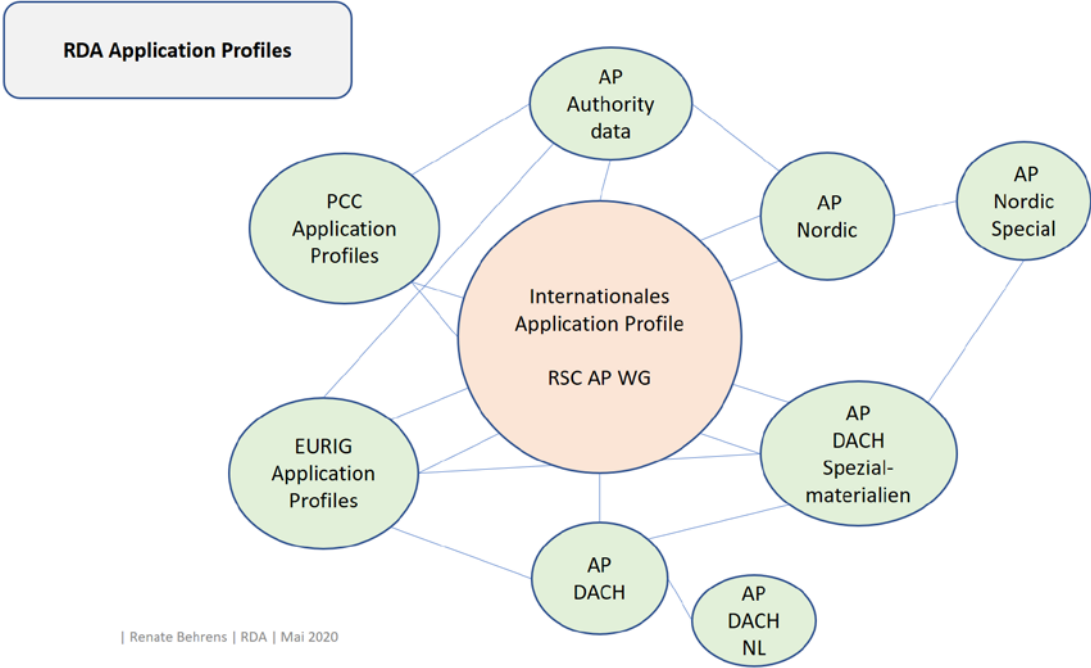 RDA Application Profiles
AP
Authority
data
PCC
Application
Profiles
AP
Nordic
AP
Nordic
Special
Internationales
Application Profile
RSC AP WG
EURIG
Application
Profiles
AP
DACH
Spezial-
materialien
AP
DACH
AP
DACH
NL
| Renate Behrens | RDA | Mai 2020